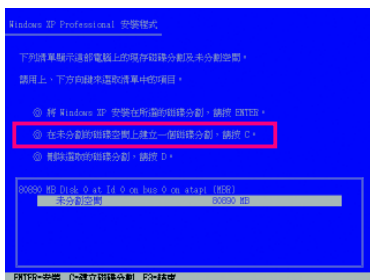 Windows XP Professional 安裝程式
下列清單顯示這部電腦上的現存磁碟分割及未分割空間。
請用上、下方向鍵來選取清單中的項目。
◎ 將 Windows XP 安裝在所選的磁碟分割,請按 ENTER。
◎ 在未分割的磁碟空間上建立一個磁碟分割,請按 C。
◎ 刪除選取的磁碟分割,請按 D。
80890 MB Disk 0 at Id 0 on bus 0 on atapi (MBR)
未分割空間 80890 MB
ENTER=安裝 C=建立磁碟分割 F3=結束